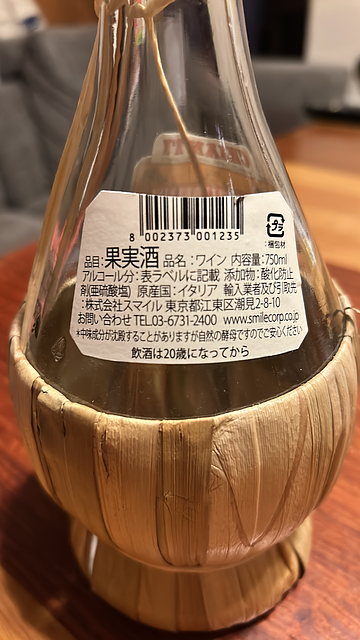 CHIANTI
8 002373 001235
プラ
:梱包材
品目:果実酒 品名:ワイン 内容量:750ml
アルコール分:表ラベルに記載 添加物:酸化防止
剤(亜硫酸塩) 原産国:イタリア 輸入業者及び引取先
:株式会社スマイル 東京都江東区潮見2-8-10
お問い合わせ TEL.03-6731-2400 www.smilecorp.co.jp
*中味成分が沈殿することがありますが自然の酵母ですのでご安心ください
飲酒は20歳になってから